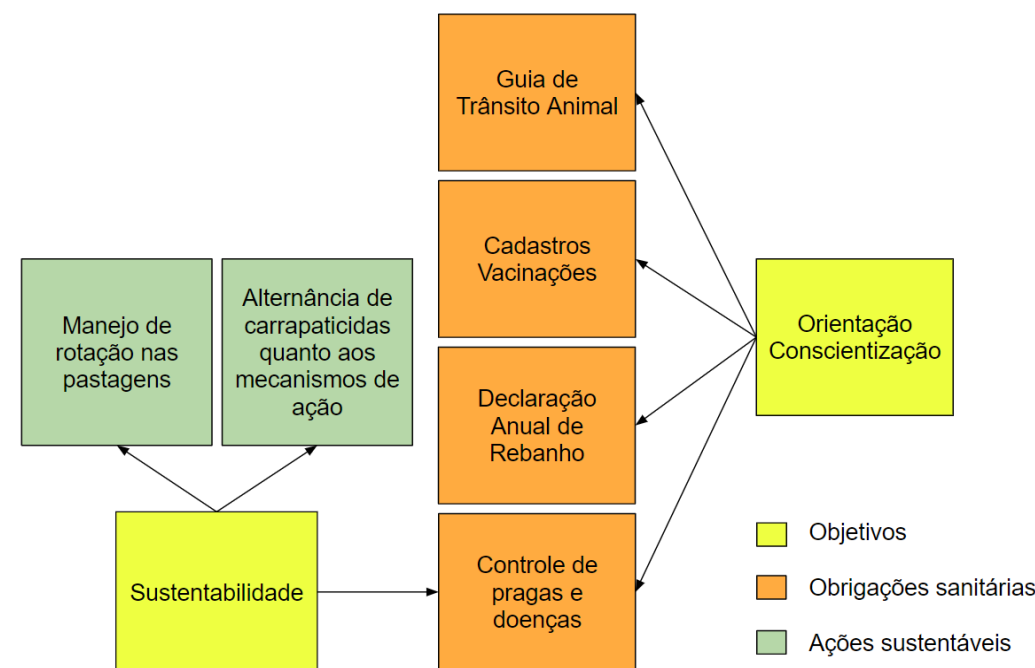 Guia de
Trânsito Animal
Cadastros
Vacinações
Manejo de
rotação nas
pastagens
Alternância de
carrapaticidas
quanto aos
mecanismos de
ação
Orientação
Conscientização
Declaração
Anual de
Rebanho
Sustentabilidade
Controle de
pragas e
doenças
Objetivos
Obrigações sanitárias
Ações sustentáveis